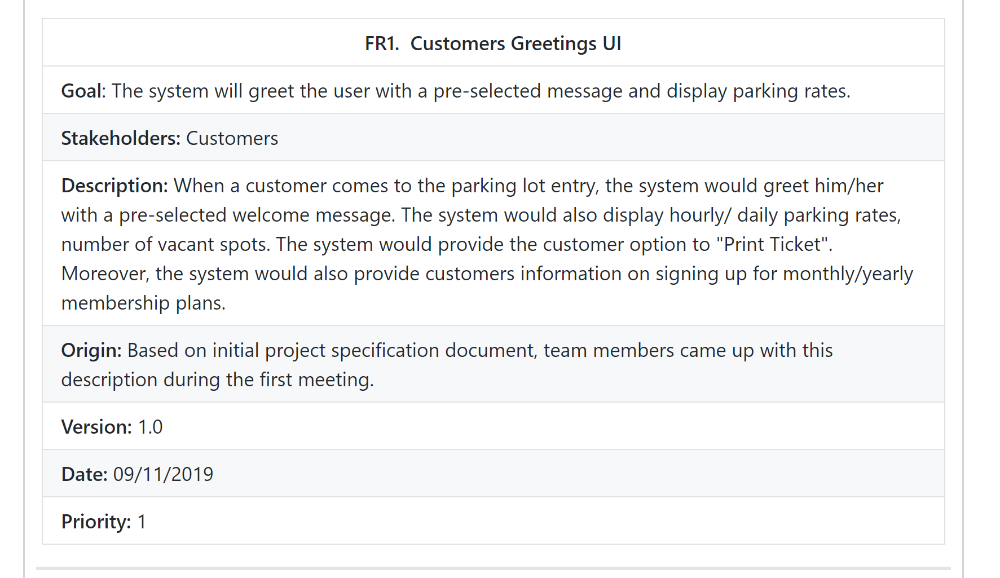 FR1.  Customers Greetings UI
Goal: The system will greet the user with a pre-selected message and display parking rates.
Stakeholders: Customers
Description: When a customer comes to the parking lot entry, the system would greet him/her
with a pre-selected welcome message. The system would also display hourly/ daily parking rates,
number of vacant spots. The system would provide the customer option to "Print Ticket".
Moreover, the system would also provide customers information on signing up for monthly/yearly
membership plans.
Origin: Based on initial project specification document, team members came up with this
description during the first meeting.
Version: 1.0
Date: 09/11/2019
Priority: 1